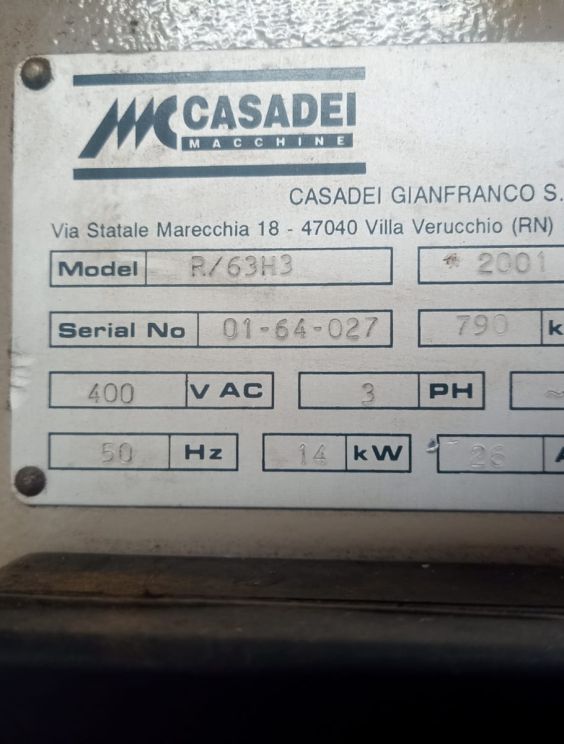 CASADEI
MACCHINE
CASADEI GIANFRANCO S.
Via Statale Marecchia 18 - 47040 Villa Verucchio (RN)
Model R/63H3 * 2001
Serial No 01-64-027 790 k
400 V AC 3 PH ~
50 Hz 14 kW 26 A